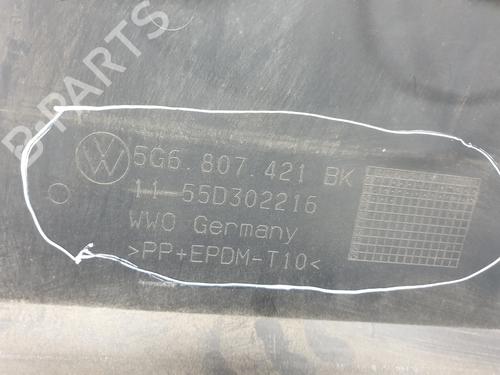 B-PARTS
5G6.807.421 BK
11-55D302216
WWO Germany
>PP+EPDM-T10<